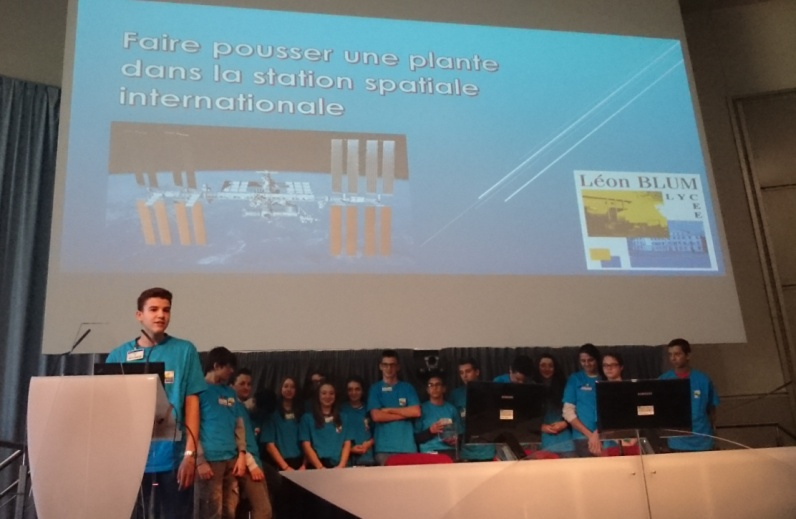 Faire pousser une plante
dans la station spatiale
internationale
Léon BLUM
LYCEE